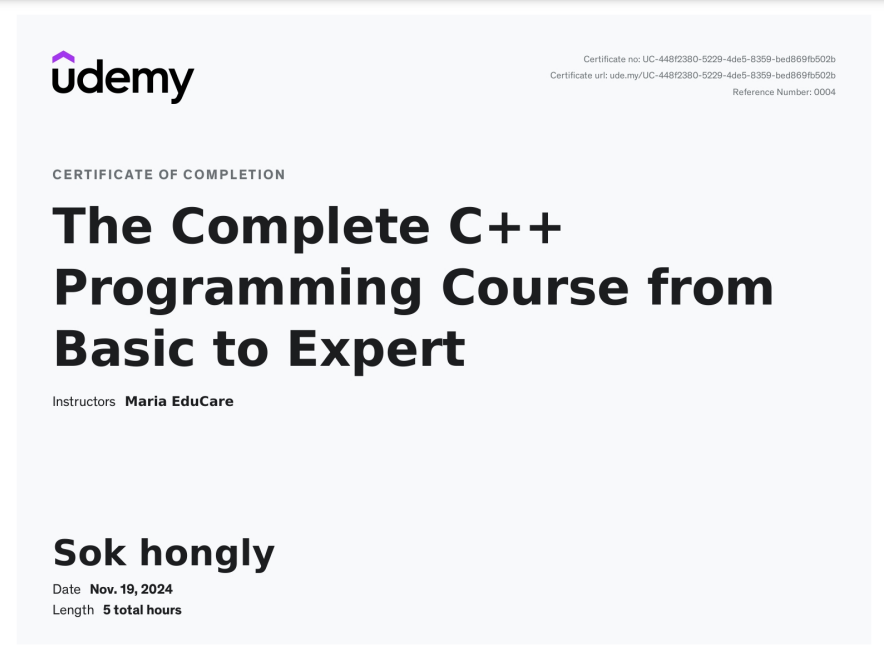 udemy
Certificate no: UC-448f2380-5229-4de5-8359-bed869fb502b
Certificate url: ude.my/UC-448f2380-5229-4de5-8359-bed869fb502b
Reference Number: 0004
CERTIFICATE OF COMPLETION
The Complete C++
Programming Course from
Basic to Expert
Instructors Maria EduCare
Sok hongly
Date Nov. 19, 2024
Length 5 total hours